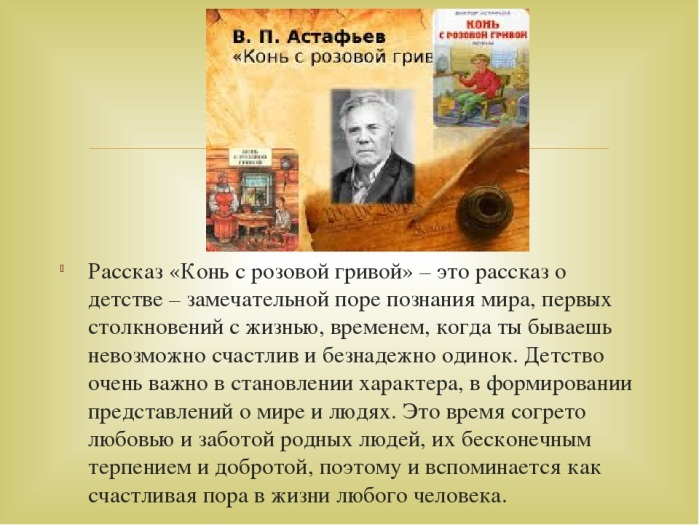 В. П. Астафьев
«Конь с розовой грив
КОНЬ
С РОЗОВОЙ ГРИВОЙ
КОНЬ
С РОЗОВОЙ
ГРИВОЙ
Рассказ «Конь с розовой гривой» – это рассказ о
детстве – замечательной поре познания мира, первых
столкновений с жизнью, временем, когда ты бываешь
невозможно счастлив и безнадежно одинок. Детство
очень важно в становлении характера, в формировании
представлений о мире и людях. Это время согрето
любовью и заботой родных людей, их бесконечным
терпением и добротой, поэтому и вспоминается как
счастливая пора в жизни любого человека.